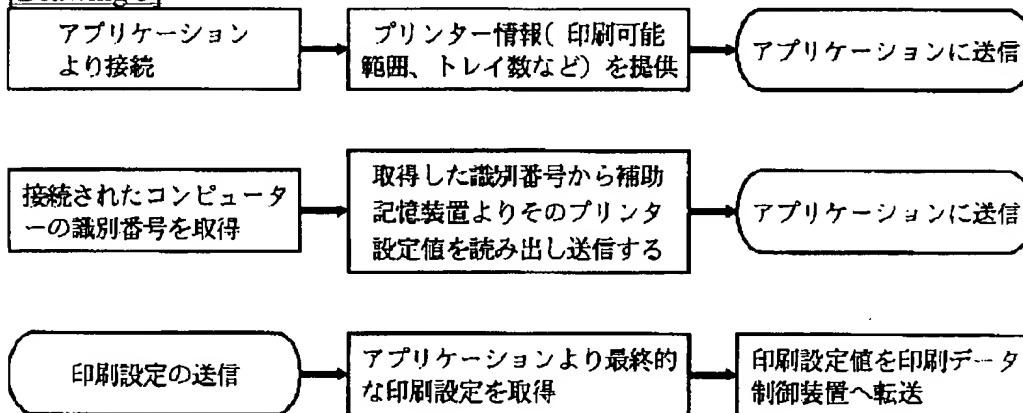 アプリケーション
より接続
プリンター情報( 印刷可能
範囲、トレイ数など) を提供
アプリケーションに送信
接続されたコンピュータ
ーの識別番号を取得
取得した識別番号から補助
記憶装置よりそのプリンタ
設定値を読み出し送信する
アプリケーションに送信
印刷設定の送信
アプリケーションより最終的
な印刷設定を取得
印刷設定値を印刷データ
制御装置へ転送